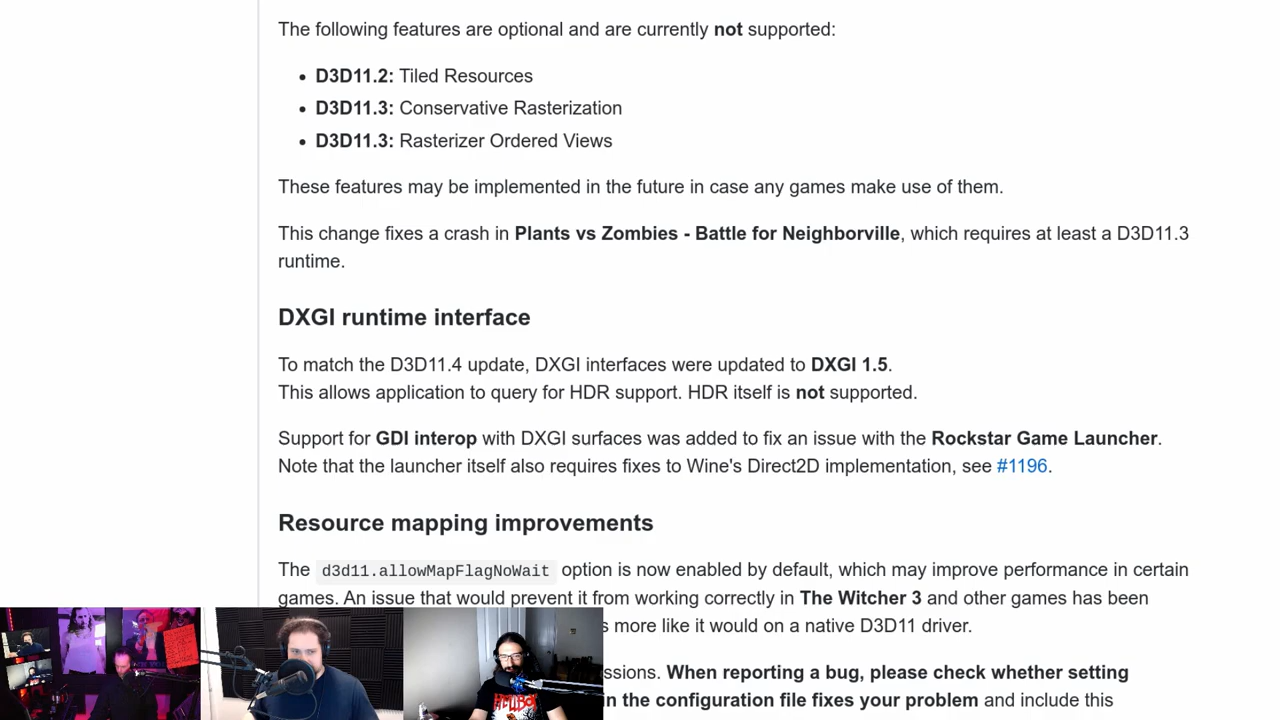 The following features are optional and are currently not supported:
• D3D11.2: Tiled Resources
• D3D11.3: Conservative Rasterization
• D3D11.3: Rasterizer Ordered Views
These features may be implemented in the future in case any games make use of them.
This change fixes a crash in Plants vs Zombies - Battle for Neighborville, which requires at least a D3D11.3
runtime.
DXGI runtime interface
To match the D3D11.4 update, DXGI interfaces were updated to DXGI 1.5.
This allows application to query for HDR support. HDR itself is not supported.
Support for GDI interop with DXGI surfaces was added to fix an issue with the Rockstar Game Launcher.
Note that the launcher itself also requires fixes to Wine's Direct2D implementation, see #1196.
Resource mapping improvements
The d3d11.allowMapFlagNoWait option is now enabled by default, which may improve performance in certain
games. An issue that would prevent it from working correctly in The Witcher 3 and other games has been
s more like it would on a native D3D11 driver.
ssions. When reporting a bug, please check whether setting
in the configuration file fixes your problem and include this
HELLBOY